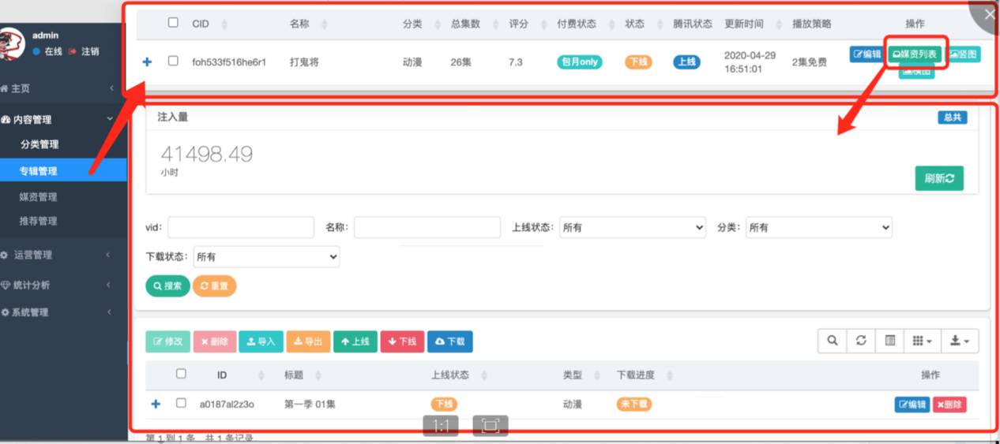 admin
在线 注销
主页
内容管理
分类管理
专辑管理
媒资管理
推荐管理
运营管理
统计分析
系统管理
CID 名称 分类 总集数 评分 付费状态 状态 腾讯状态 更新时间 播放策略 操作
foh533f516he6r1 打鬼将 动漫 26集 7.3 包月only 下线 上线 2020-04-29 16:51:01 2集免费 编辑 媒资列表 竖图
横图
注入量 总共
41498.49
小时
刷新
vid: 名称: 上线状态: 所有 分类: 所有
下载状态: 所有
搜索 重置
修改 删除 导入 导出 上线 下线 下载
ID 标题 上线状态 类型 下载进度 操作
a0187al2z3o 第一季 01集 下线 动漫 未下载 编辑 删除
1:1
第 1 到 1 条，共 1 条记录.